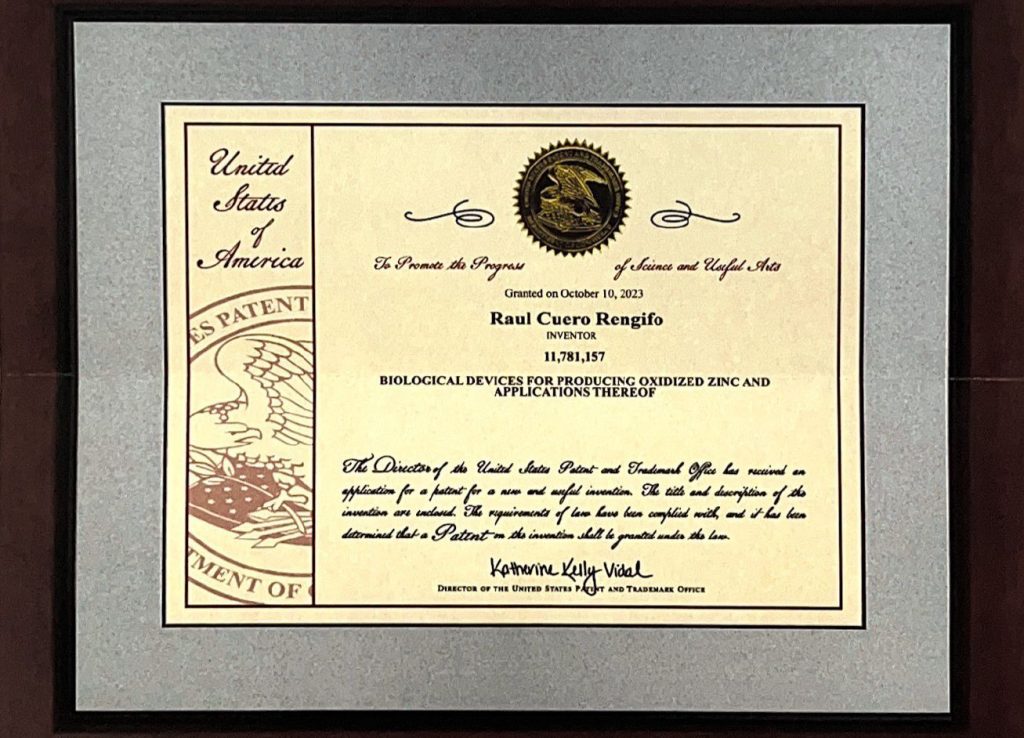 United
States
of
America
ES PATENT
MENT OF
To Promote the Progress of Science and Useful Arts
Granted on October 10, 2023
Raul Cuero Rengifo
INVENTOR
11,781,157
BIOLOGICAL DEVICES FOR PRODUCING OXIDIZED ZINC AND
APPLICATIONS THEREOF
The Director of the United States Patent and Trademark Office has received an
application for a patent for a new and useful invention. The title and description of the
invention are enclosed. The requirements of law have been complied with, and it has been
determined that a Patent on the invention shall be granted under the law.
Katherine Kelly Vidal
DIRECTOR OF THE UNITED STATES PATENT AND TRADEMARK OFFICE